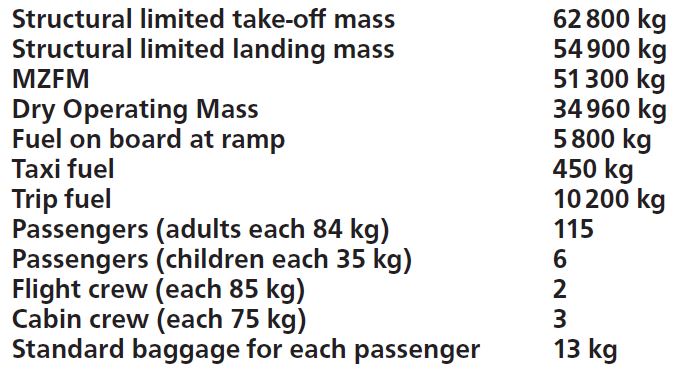 Structural limited take-off mass 62 800 kg
Structural limited landing mass 54 900 kg
MZFM 51 300 kg
Dry Operating Mass 34 960 kg
Fuel on board at ramp 5 800 kg
Taxi fuel 450 kg
Trip fuel 10 200 kg
Passengers (adults each 84 kg) 115
Passengers (children each 35 kg) 6
Flight crew (each 85 kg) 2
Cabin crew (each 75 kg) 3
Standard baggage for each passenger 13 kg